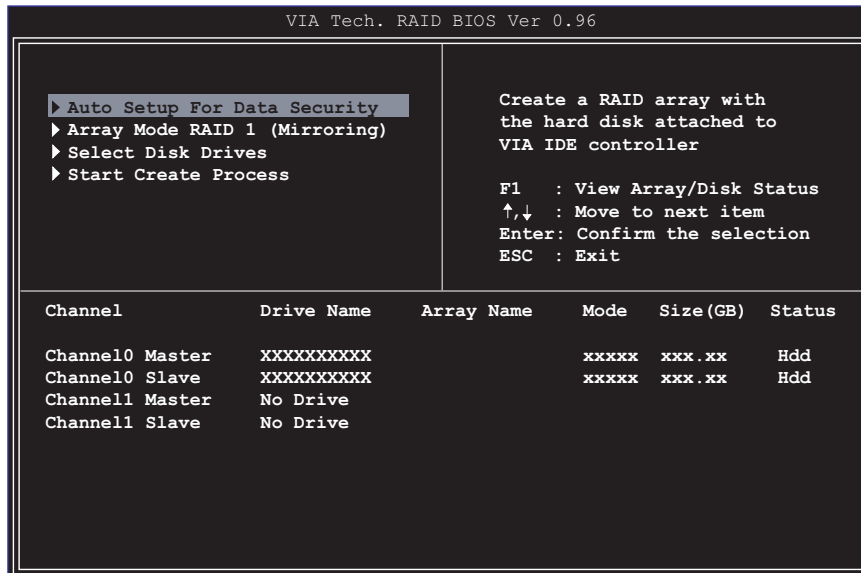 VIA Tech. RAID BIOS Ver 0.96
Auto Setup For Data Security
Array Mode RAID 1 (Mirroring)
Select Disk Drives
Start Create Process
Create a RAID array with
the hard disk attached to
VIA IDE controller
F1 : View Array/Disk Status
↑,↓ : Move to next item
Enter: Confirm the selection
ESC : Exit
Channel Drive Name Array Name Mode Size(GB) Status
Channel0 Master XXXXXXXXXX xxxxx xxx.xx Hdd
Channel0 Slave XXXXXXXXXX xxxxx xxx.xx Hdd
Channel1 Master No Drive
Channel1 Slave No Drive